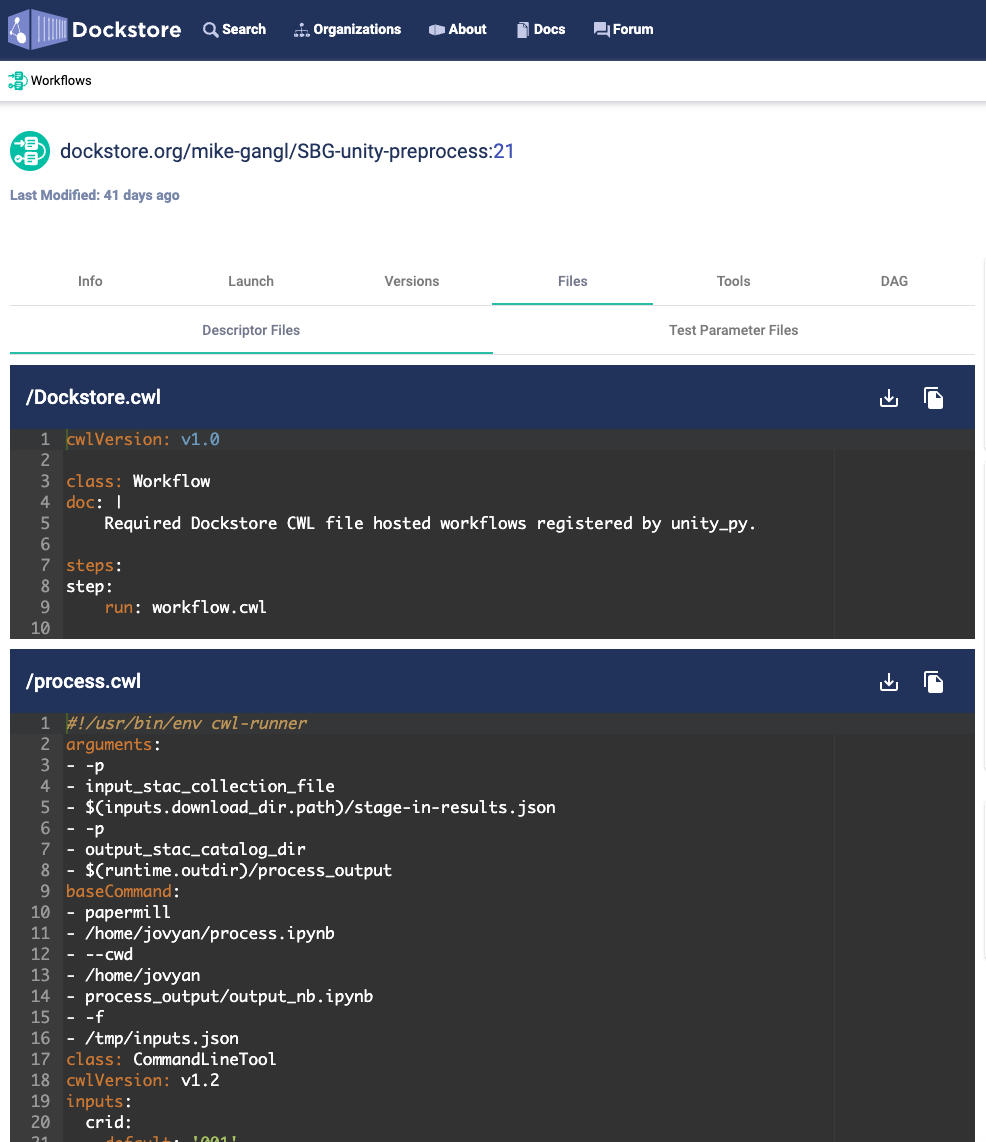 Dockstore Search Organizations About Docs Forum
Workflows
dockstore.org/mike-gangl/SBG-unity-preprocess:21
Last Modified: 41 days ago
Info Launch Versions Files Tools DAG
Descriptor Files Test Parameter Files
/Dockstore.cwl
1 cwlVersion: v1.0
2
3 class: Workflow
4 doc: |
5     Required Dockstore CWL file hosted workflows registered by unity_py.
6
7 steps:
8 step:
9     run: workflow.cwl
10
/process.cwl
1 #!/usr/bin/env cwl-runner
2 arguments:
3 - -p
4 - input_stac_collection_file
5 - $(inputs.download_dir.path)/stage-in-results.json
6 - -p
7 - output_stac_catalog_dir
8 - $(runtime.outdir)/process_output
9 baseCommand:
10 - papermill
11 - /home/jovyan/process.ipynb
12 - --cwd
13 - /home/jovyan
14 - process_output/output_nb.ipynb
15 - -f
16 - /tmp/inputs.json
17 class: CommandLineTool
18 cwlVersion: v1.2
19 inputs:
20   crid:
21     default: '001'